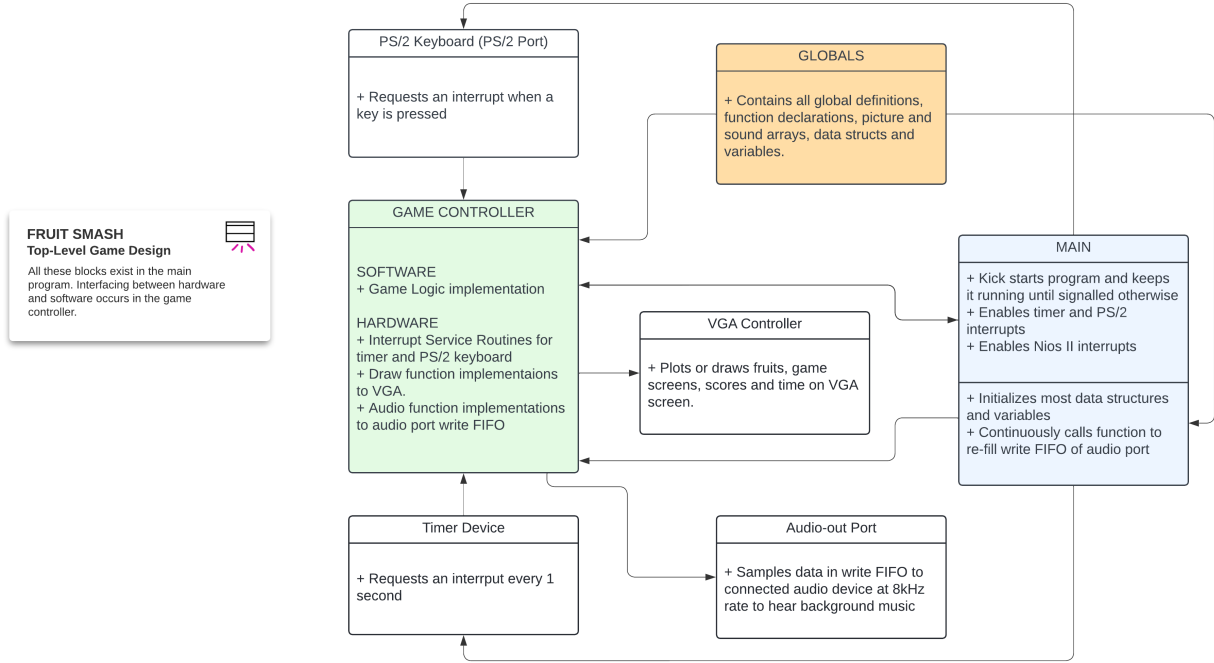 PS/2 Keyboard (PS/2 Port)
+ Requests an interrupt when a
key is pressed
GLOBALS
+ Contains all global definitions,
function declarations, picture and
sound arrays, data structs and
variables.
FRUIT SMASH
Top-Level Game Design
All these blocks exist in the main
program. Interfacing between hardware
and software occurs in the game
controller.
GAME CONTROLLER
SOFTWARE
+ Game Logic implementation
HARDWARE
+ Interrupt Service Routines for
timer and PS/2 keyboard
+ Draw function implementaions
to VGA.
+ Audio function implementations
to audio port write FIFO
VGA Controller
+ Plots or draws fruits, game
screens, scores and time on VGA
screen.
MAIN
+ Kick starts program and keeps
it running until signalled otherwise
+ Enables timer and PS/2
interrupts
+ Enables Nios II interrupts
+ Initializes most data structures
and variables
+ Continuously calls function to
re-fill write FIFO of audio port
Timer Device
+ Requests an interrput every 1
second
Audio-out Port
+ Samples data in write FIFO to
connected audio device at 8kHz
rate to hear background music